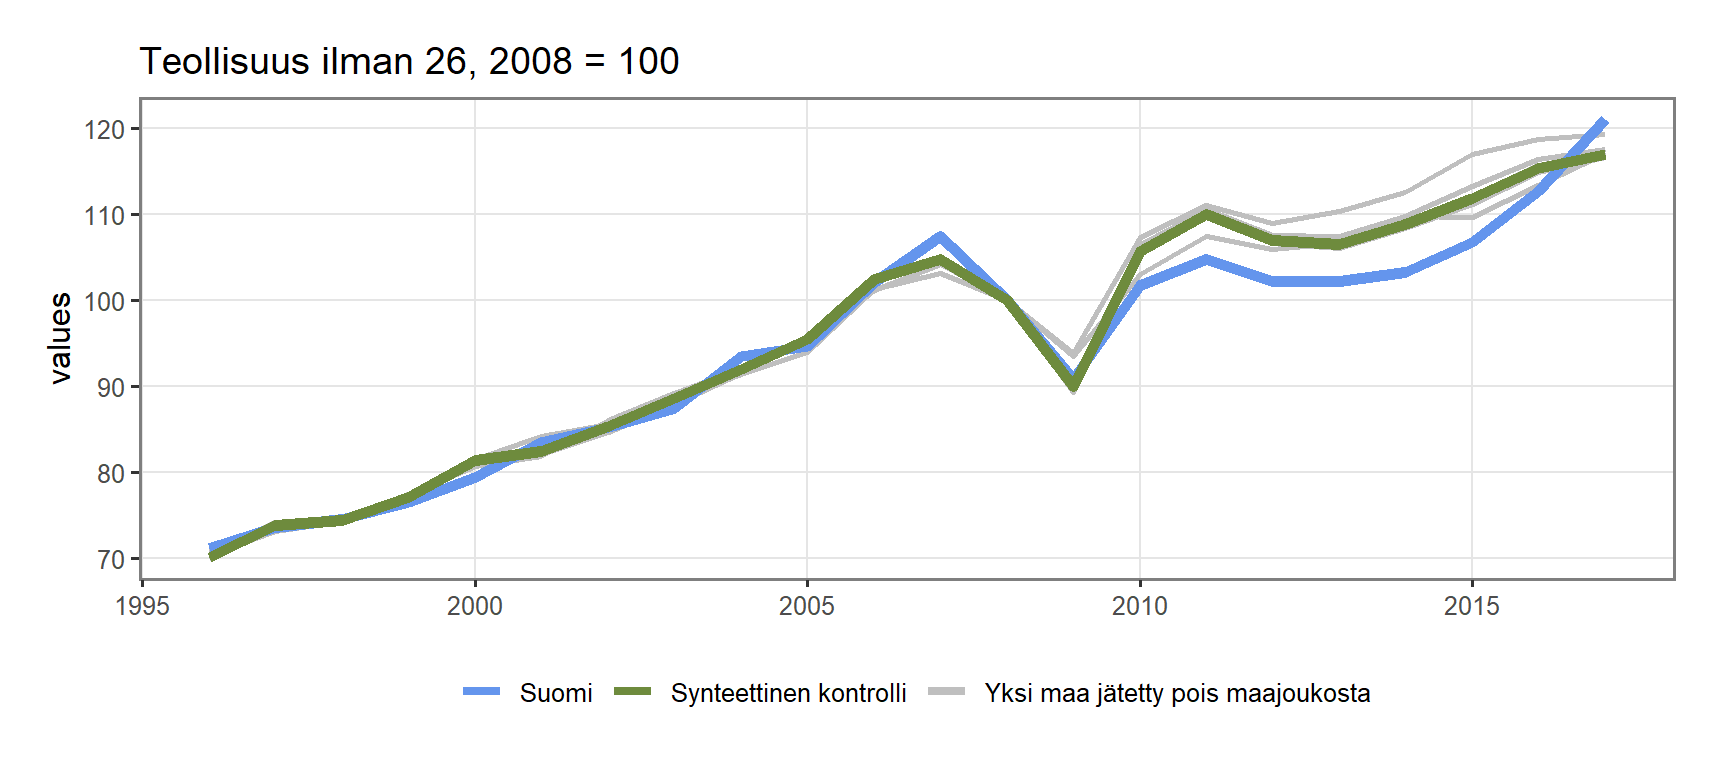 Teollisuus ilman 26, 2008 = 100
values
120
110
100
90
80
70
1995 2000 2005 2010 2015
Suomi Synteettinen kontrolli Yksi maa jätetty pois maajoukosta